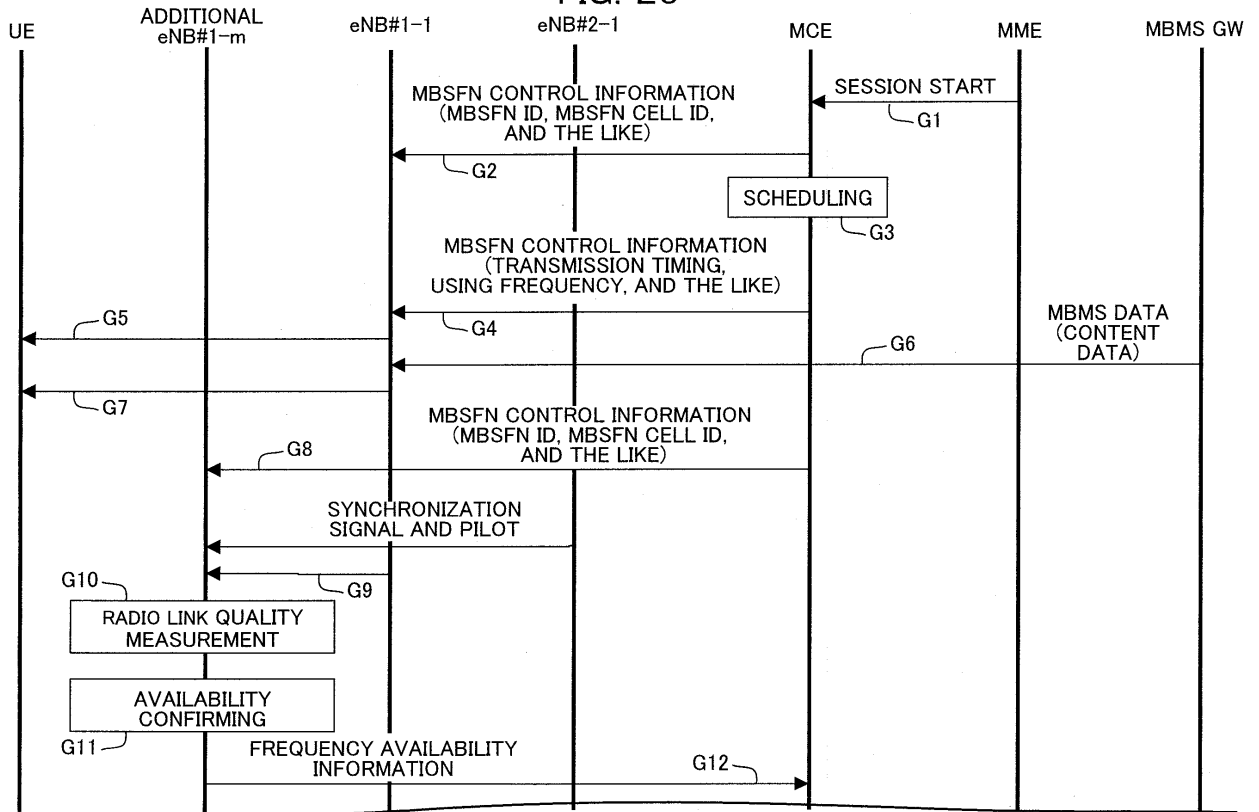 FIG. 26
UE
ADDITIONAL
eNB#1-m
eNB#1-1
eNB#2-1
MCE
MME
MBMS GW
SESSION START
G1
MBSFN CONTROL INFORMATION
(MBSFN ID, MBSFN CELL ID,
AND THE LIKE)
G2
SCHEDULING
G3
MBSFN CONTROL INFORMATION
(TRANSMISSION TIMING,
USING FREQUENCY, AND THE LIKE)
G4
G5
MBMS DATA
(CONTENT
DATA)
G6
G7
MBSFN CONTROL INFORMATION
(MBSFN ID, MBSFN CELL ID,
AND THE LIKE)
G8
SYNCHRONIZATION
SIGNAL AND PILOT
G9
G10
RADIO LINK QUALITY
MEASUREMENT
AVAILABILITY
CONFIRMING
G11
FREQUENCY AVAILABILITY
INFORMATION
G12